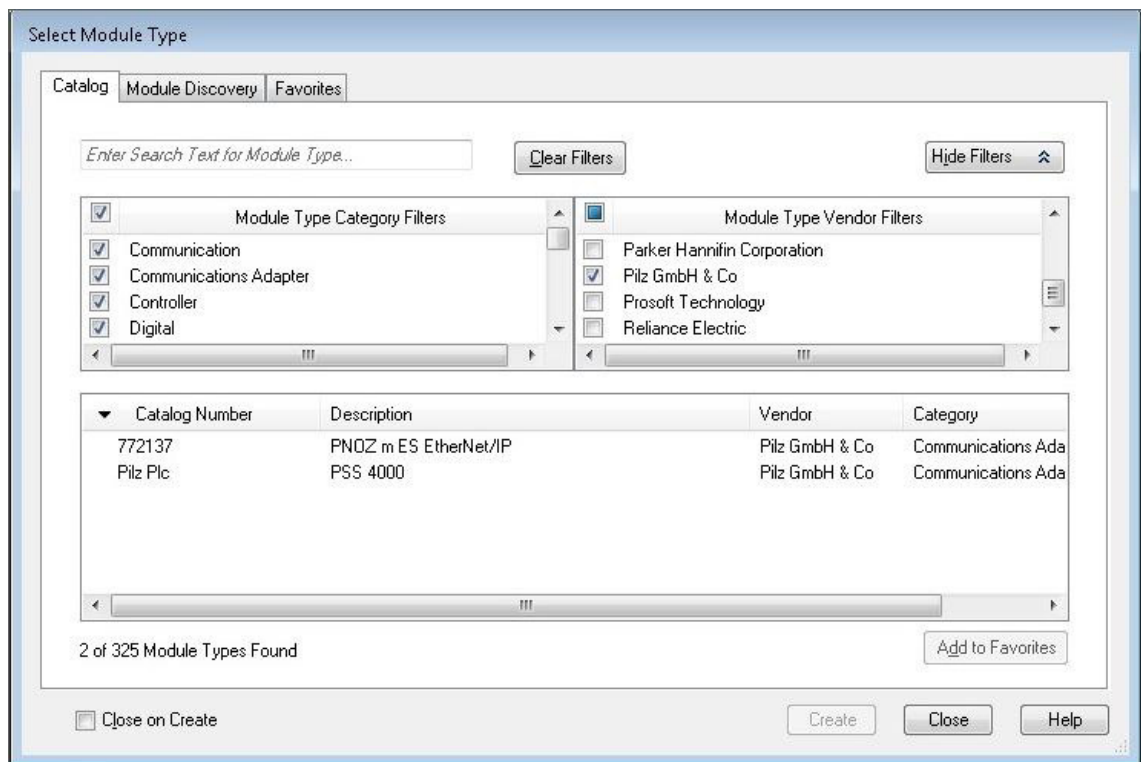 Select Module Type
Catalog Module Discovery Favorites
Enter Search Text for Module Type...
Clear Filters
Hide Filters
Module Type Category Filters
Communication
Communications Adapter
Controller
Digital
Module Type Vendor Filters
Parker Hannifin Corporation
Pilz GmbH & Co
Prosoft Technology
Reliance Electric
Catalog Number Description Vendor Category
772137 PNOZ m ES EtherNet/IP Pilz GmbH & Co Communications Ada
Pilz Plc PSS 4000 Pilz GmbH & Co Communications Ada
2 of 325 Module Types Found
Add to Favorites
Close on Create
Create Close Help